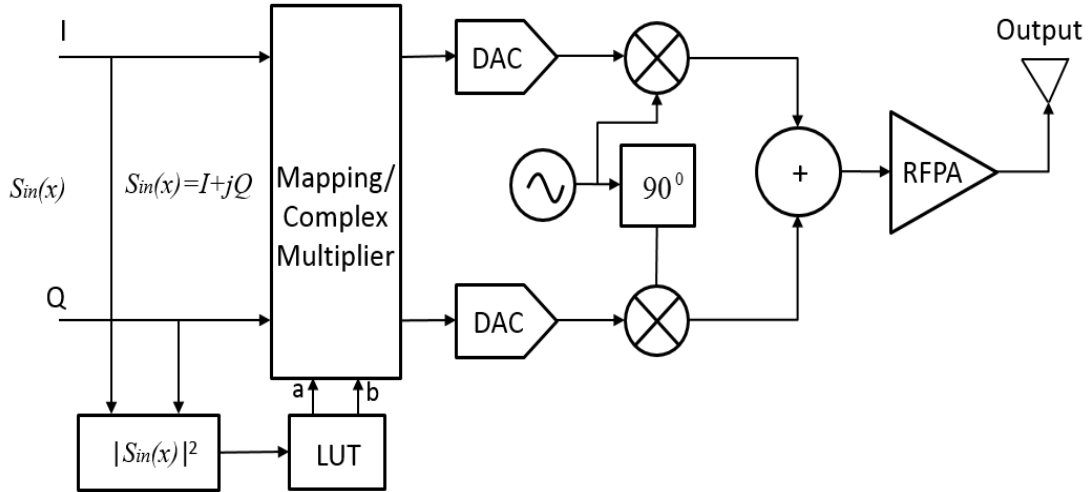 I
DAC
Output
Sin(x)
Sin(x)=I+jQ
Mapping/
Complex
Multiplier
90⁰
+
RFPA
Q
DAC
a
b
|Sin(x)|²
LUT